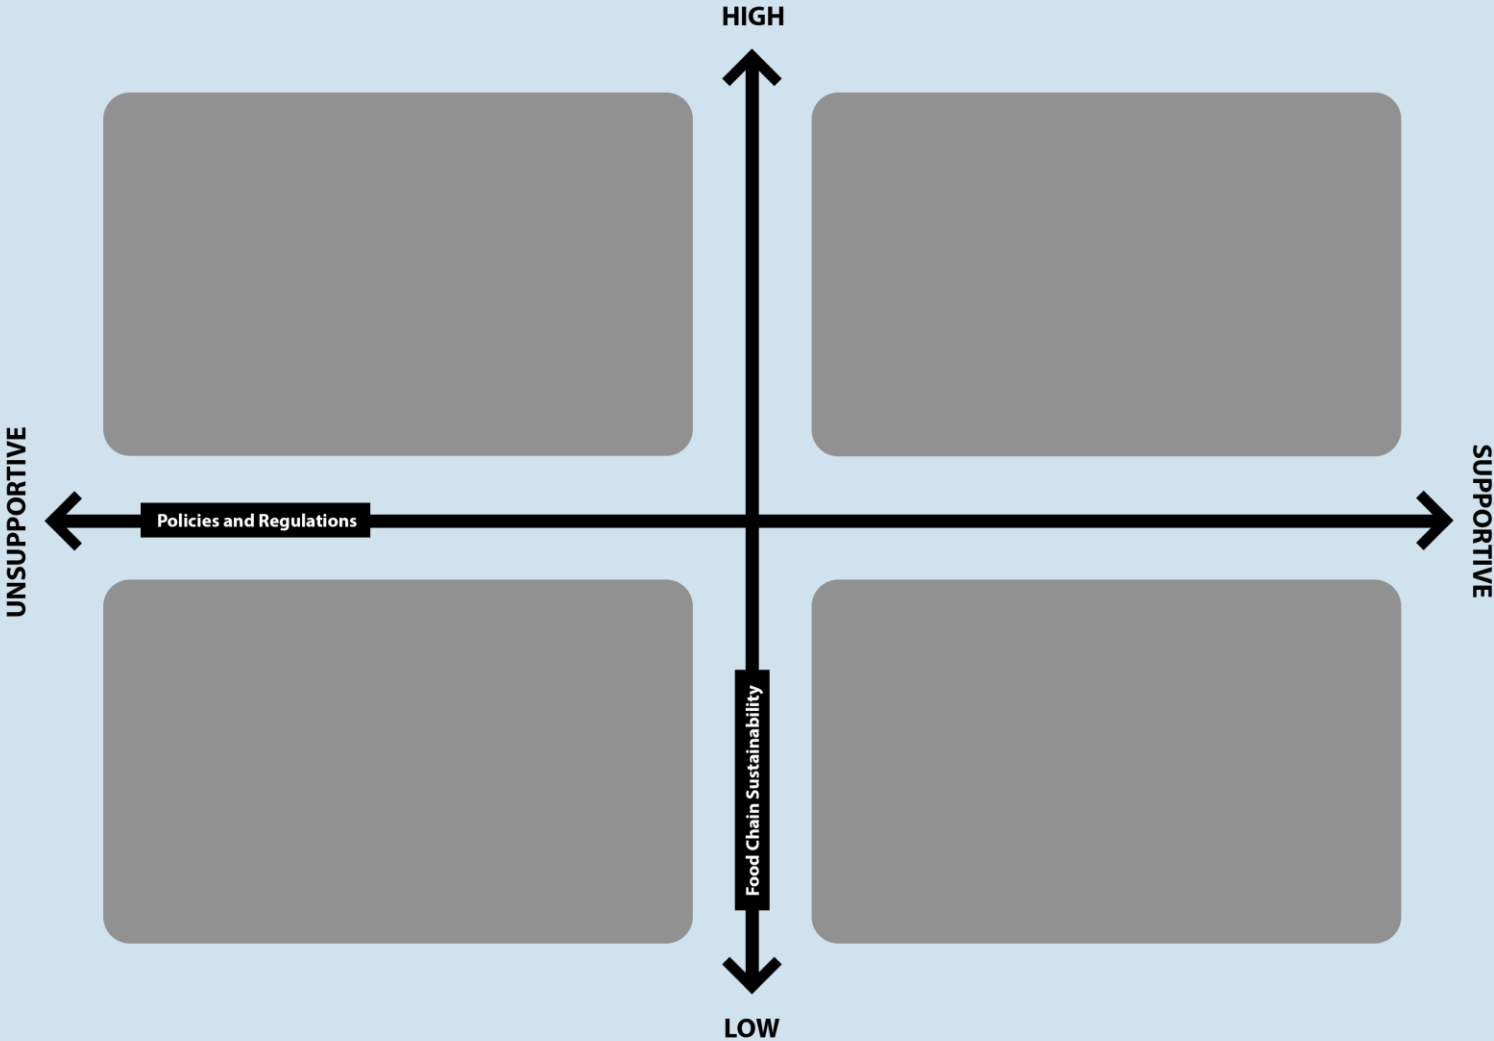 HIGH
UNSUPPORTIVE
Policies and Regulations
SUPPORTIVE
Food Chain Sustainability
LOW